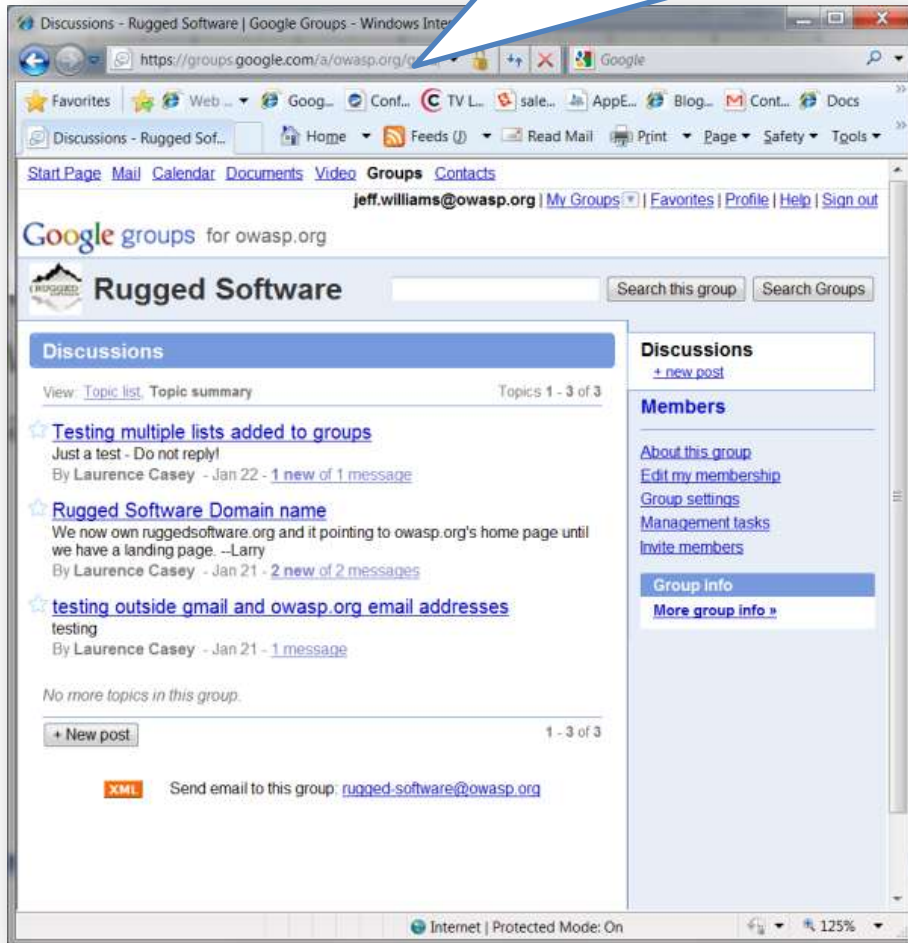 Discussions - Rugged Software | Google Groups - Windows Inter
https://groups.google.com/a/owasp.org/g
Google
Favorites Web ... Goog... Conf... TV L... sale... AppE... Blog... Cont... Docs
Discussions - Rugged Sof... Home Feeds (J) Read Mail Print Page Safety Tools
Start Page Mail Calendar Documents Video Groups Contacts
jeff.williams@owasp.org | My Groups | Favorites | Profile | Help | Sign out
Google groups for owasp.org
Rugged Software Search this group Search Groups
Discussions
View: Topic list, Topic summary Topics 1 - 3 of 3
Testing multiple lists added to groups
Just a test - Do not reply!
By Laurence Casey - Jan 22 - 1 new of 1 message
Rugged Software Domain name
We now own ruggedsoftware.org and it pointing to owasp.org's home page until
we have a landing page. --Larry
By Laurence Casey - Jan 21 - 2 new of 2 messages
testing outside gmail and owasp.org email addresses
testing
By Laurence Casey - Jan 21 - 1 message
No more topics in this group.
+ New post 1 - 3 of 3
XML Send email to this group: rugged-software@owasp.org
Discussions
+ new post
Members
About this group
Edit my membership
Group settings
Management tasks
Invite members
Group info
More group info »
Internet | Protected Mode: On 125%